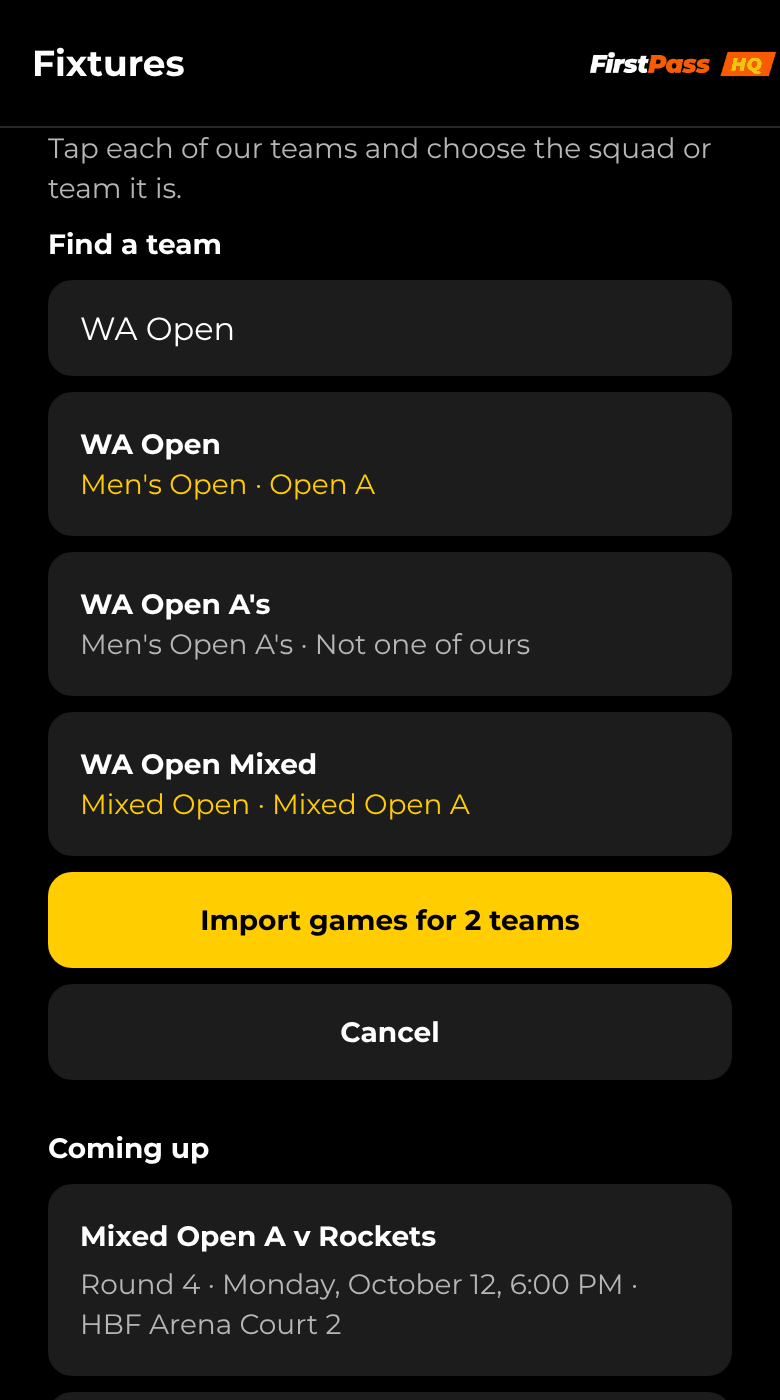 Fixtures
FirstPass HQ
Tap each of our teams and choose the squad or
team it is.
Find a team
WA Open
WA Open
Men's Open · Open A
WA Open A's
Men's Open A's · Not one of ours
WA Open Mixed
Mixed Open · Mixed Open A
Import games for 2 teams
Cancel
Coming up
Mixed Open A v Rockets
Round 4 · Monday, October 12, 6:00 PM ·
HBF Arena Court 2